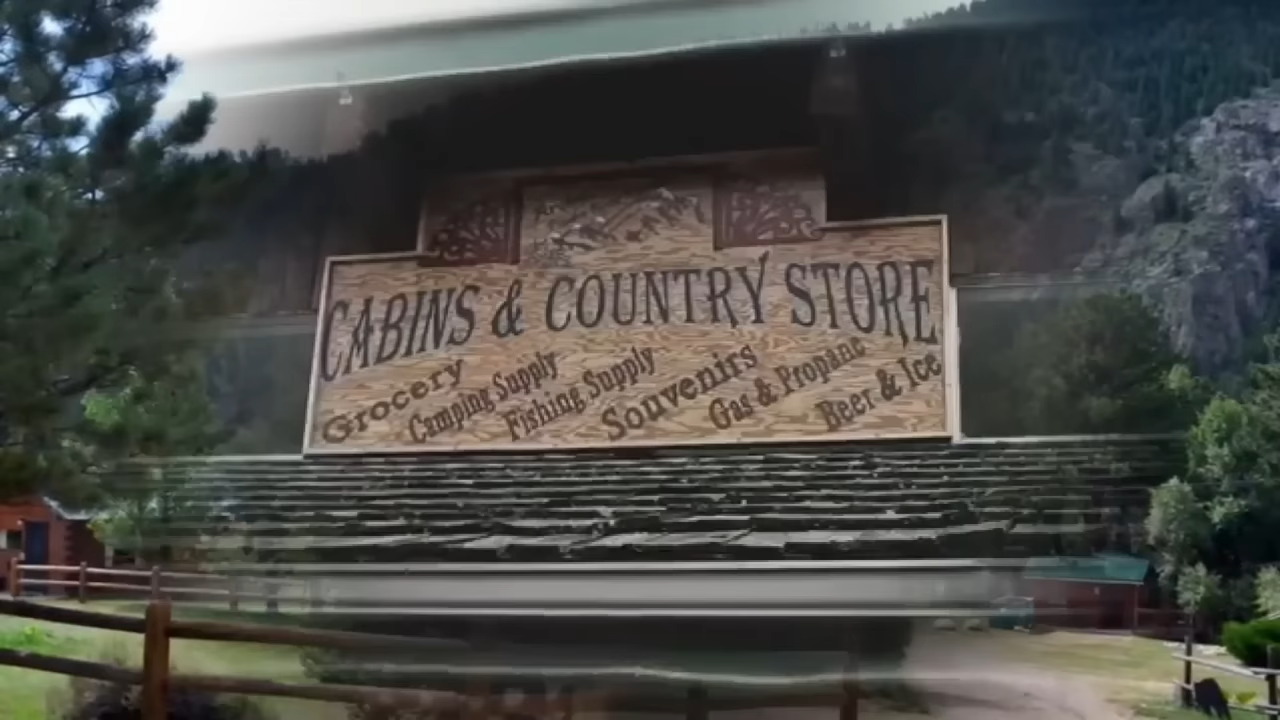 CABINS & COUNTRY STORE
Grocery
Camping Supply
Fishing Supply
Souvenirs
Gas & Propane
Beer & Ice